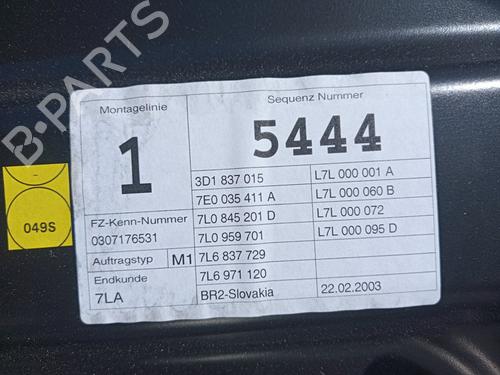 B-PARTS
Montagelinie
1
Sequenz Nummer
5444
FZ-Kenn-Nummer
0307176531
Auftragstyp M1
Endkunde
7LA
3D1 837 015 L7L 000 001 A
7E0 035 411 A L7L 000 060 B
7L0 845 201 D L7L 000 072
7L0 959 701 L7L 000 095 D
7L6 837 729
7L6 971 120
BR2-Slovakia 22.02.2003
-
049S